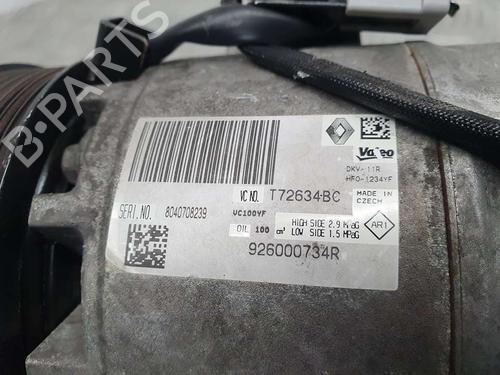 B-PARTS
Valeo
DKV-11R
HFO-1234YF
VC NO. T72634BC
MADE IN CZECH
SERI.NO. 8040708239
VC100YF
OIL 100 cm³
HIGH SIDE 2.9 MPaG
LOW SIDE 1.5 MPaG
AR1
926000734R